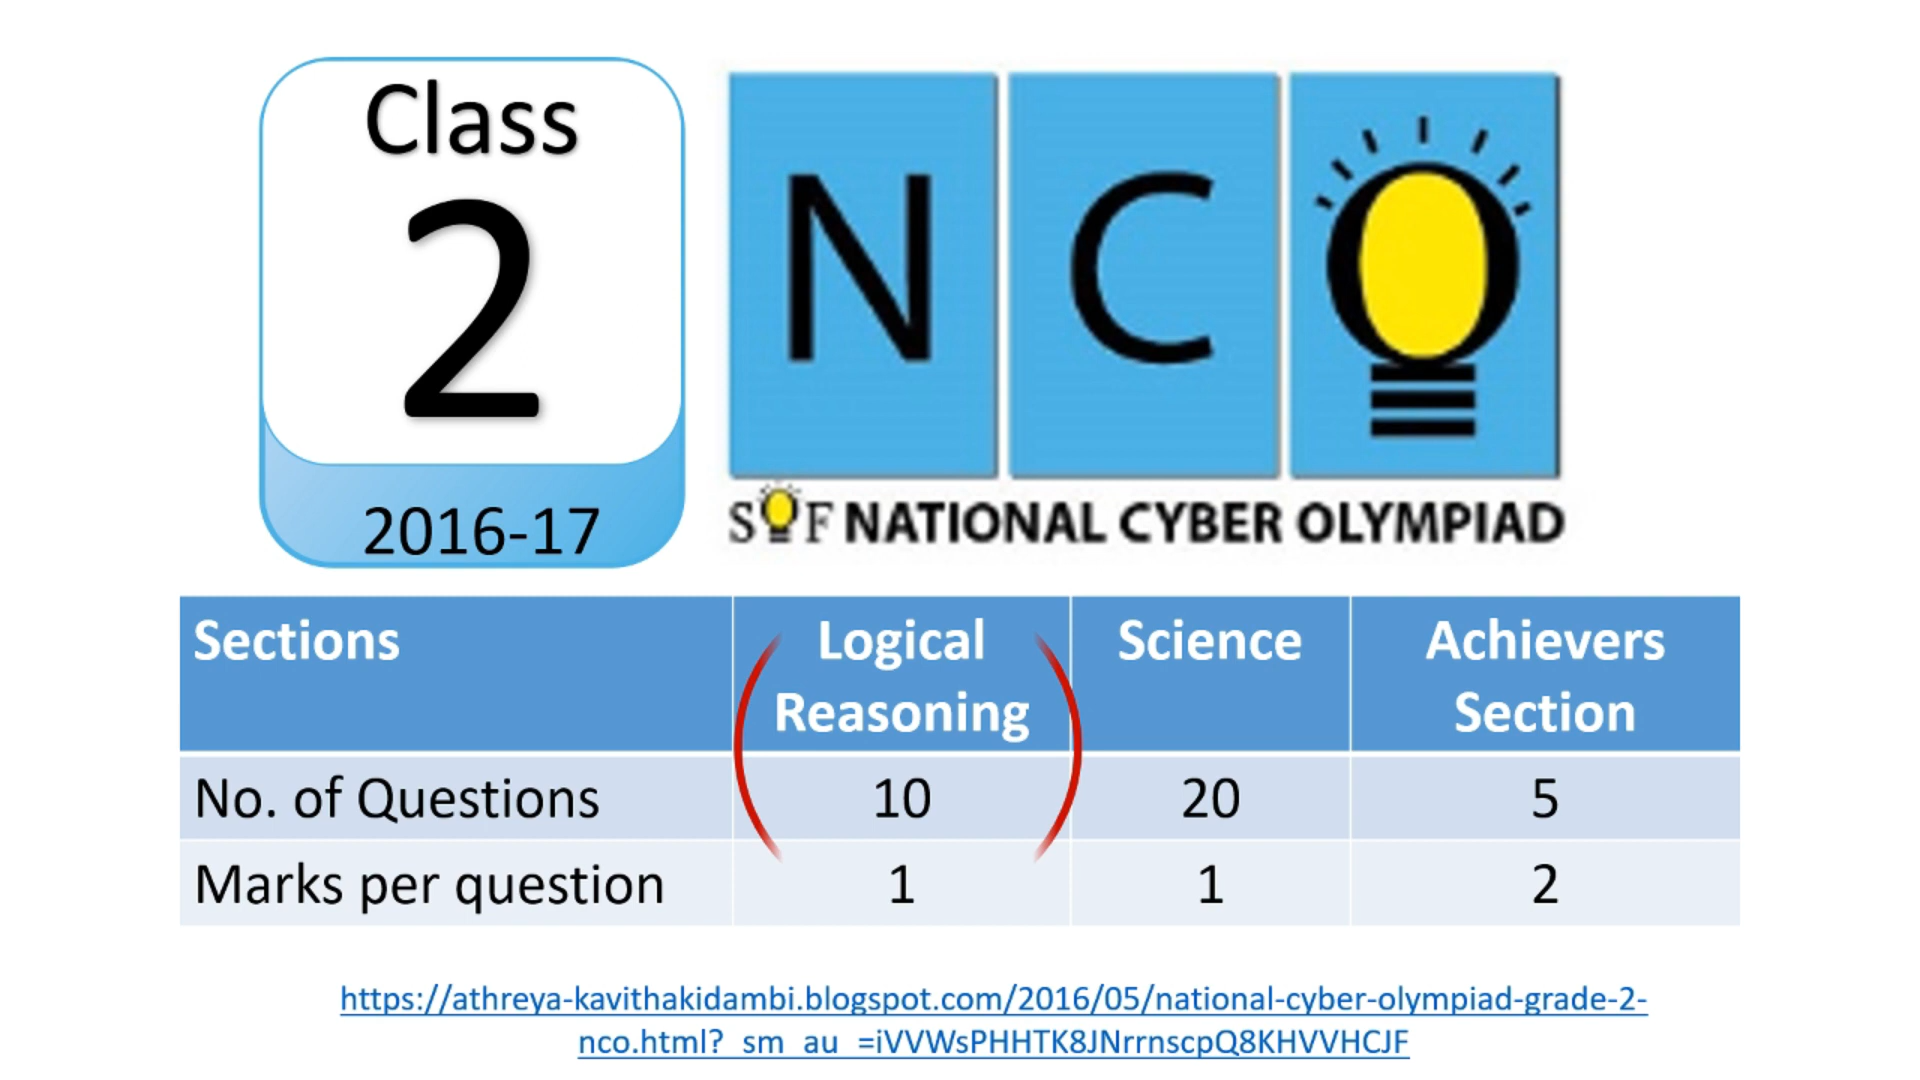 Class
2
2016-17
NCO
SOF NATIONAL CYBER OLYMPIAD
Sections Logical Reasoning Science Achievers Section
No. of Questions 10 20 5
Marks per question 1 1 2
https://athreya-kavithakidambi.blogspot.com/2016/05/national-cyber-olympiad-grade-2-
nco.html?_sm_au_=iVVWsPHHTK8JNrrnscpQ8KHVVHCJF